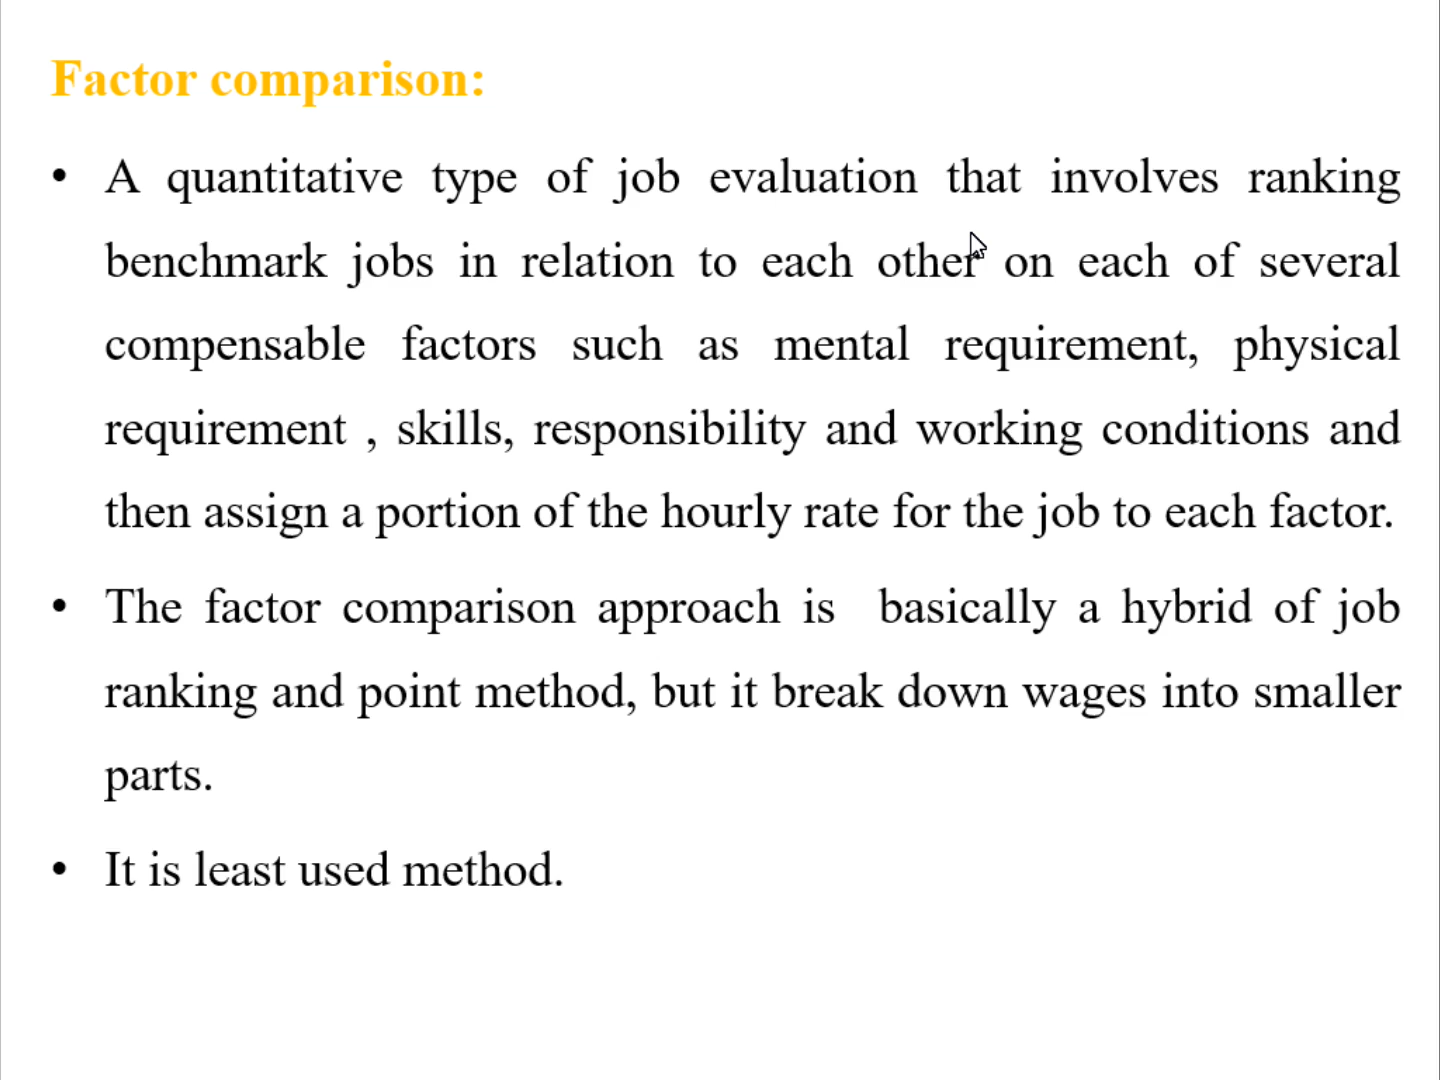 Factor comparison:
• A quantitative type of job evaluation that involves ranking
benchmark jobs in relation to each other on each of several
compensable factors such as mental requirement, physical
requirement , skills, responsibility and working conditions and
then assign a portion of the hourly rate for the job to each factor.
• The factor comparison approach is  basically a hybrid of job
ranking and point method, but it break down wages into smaller
parts.
• It is least used method.